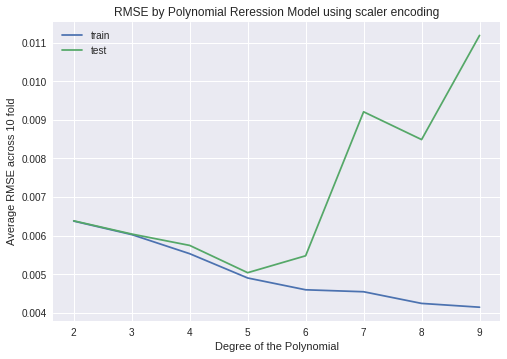 RMSE by Polynomial Reression Model using scaler encoding
train
test
0.011
0.010
0.009
0.008
0.007
0.006
0.005
0.004
Average RMSE across 10 fold
2 3 4 5 6 7 8 9
Degree of the Polynomial